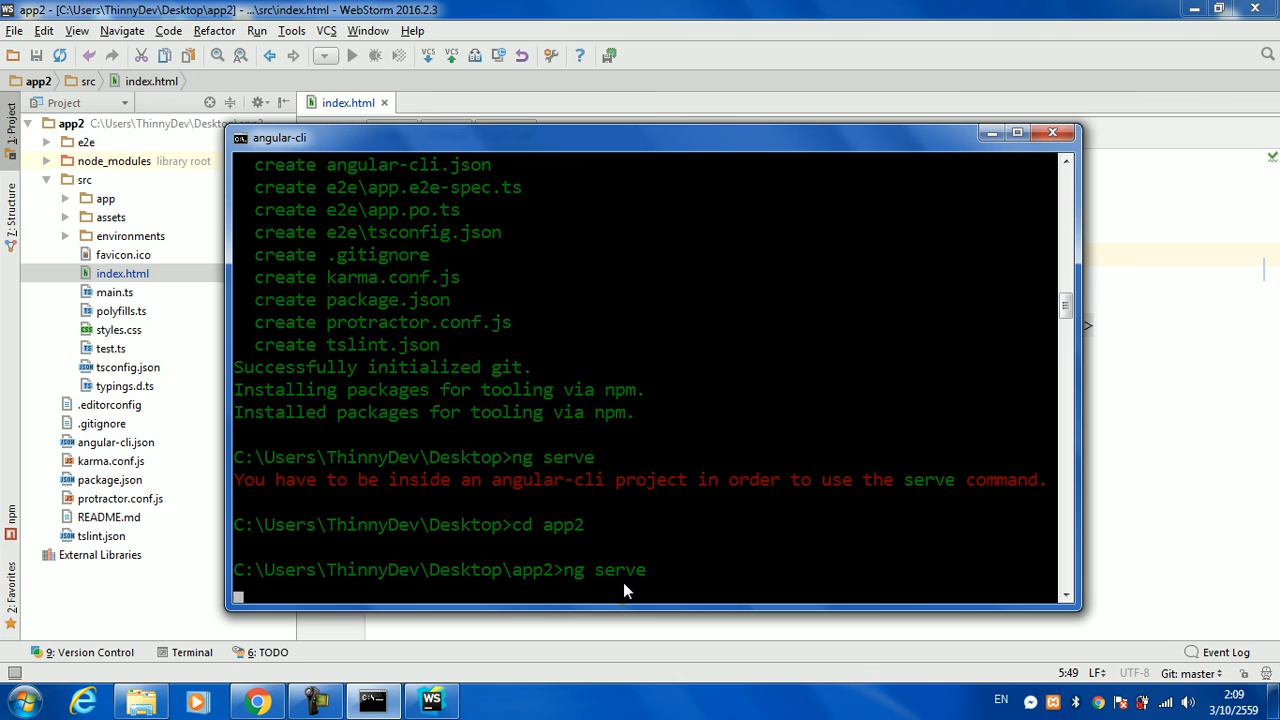 app2 - [C:\Users\ThinnyDev\Desktop\app2] - ...\src\index.html - WebStorm 2016.2.3
File Edit View Navigate Code Refactor Run Tools VCS Window Help
app2 src index.html
Project
index.html
1: Project
7: Structure
npm
2: Favorites
app2 C:\Users\ThinnyDev\Desktop\app2
e2e
node_modules library root
src
app
assets
environments
favicon.ico
index.html
main.ts
polyfills.ts
styles.css
test.ts
tsconfig.json
typings.d.ts
.editorconfig
.gitignore
angular-cli.json
karma.conf.js
package.json
protractor.conf.js
README.md
tslint.json
External Libraries
angular-cli
create angular-cli.json
create e2e\app.e2e-spec.ts
create e2e\app.po.ts
create e2e\tsconfig.json
create .gitignore
create karma.conf.js
create package.json
create protractor.conf.js
create tslint.json
Successfully initialized git.
Installing packages for tooling via npm.
Installed packages for tooling via npm.
C:\Users\ThinnyDev\Desktop>ng serve
You have to be inside an angular-cli project in order to use the serve command.
C:\Users\ThinnyDev\Desktop>cd app2
C:\Users\ThinnyDev\Desktop\app2>ng serve
>
9: Version Control Terminal 6: TODO Event Log
5:49 LF÷ UTF-8 Git: master÷
EN
2:09
3/10/2559